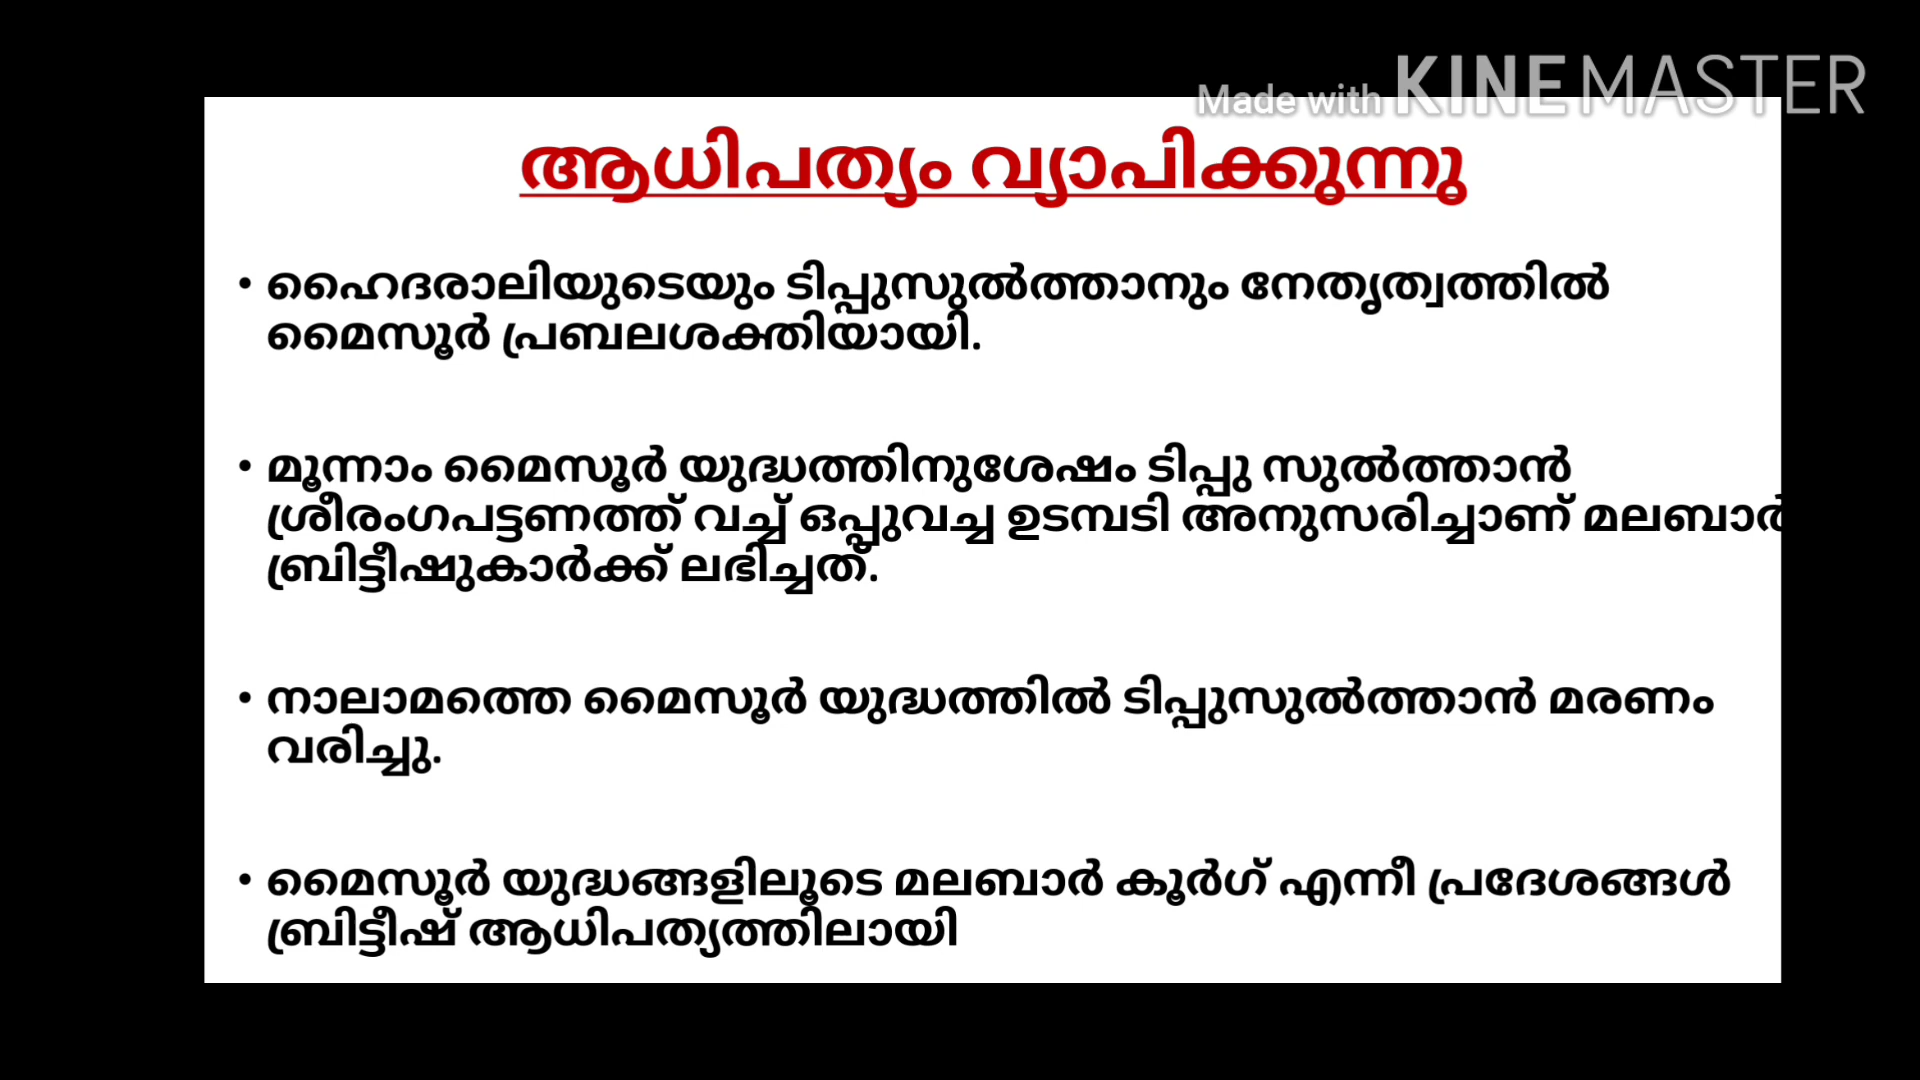 Made with KINEMASTER
ആധിപത്യം വ്യാപിക്കുന്നു
• ഹൈദരാലിയുടെയും ടിപ്പുസുൽത്താനും നേതൃത്വത്തിൽ
മൈസൂർ പ്രബലശക്തിയായി.
• മൂന്നാം മൈസൂർ യുദ്ധത്തിനുശേഷം ടിപ്പു സുൽത്താൻ
ശ്രീരംഗപട്ടണത്ത് വച്ച് ഒപ്പുവച്ച ഉടമ്പടി അനുസരിച്ചാണ് മലബാർ
ബ്രിട്ടീഷുകാർക്ക് ലഭിച്ചത്.
• നാലാമത്തെ മൈസൂർ യുദ്ധത്തിൽ ടിപ്പുസുൽത്താൻ മരണം
വരിച്ചു.
• മൈസൂർ യുദ്ധങ്ങളിലൂടെ മലബാർ കൂർഗ് എന്നീ പ്രദേശങ്ങൾ
ബ്രിട്ടീഷ് ആധിപത്യത്തിലായി